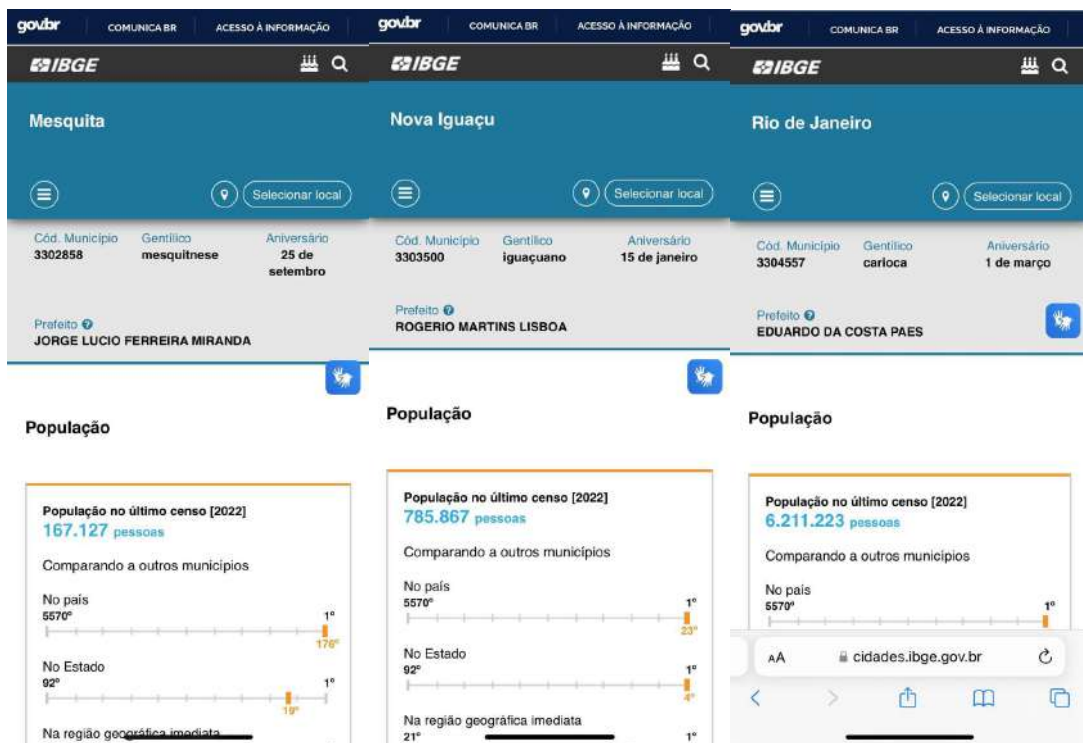 gov.br COMUNICA BR ACESSO À INFORMAÇÃO
IBGE
Mesquita
Selecionar local
Cód. Município Gentílico Aniversário
3302858 mesquitnese 25 de
setembro
Prefeito
JORGE LUCIO FERREIRA MIRANDA
População
População no último censo [2022]
167.127 pessoas
Comparando a outros municípios
No país
5570º 1º
176º
No Estado
92º 1º
19º
Na região geográfica imediata
gov.br COMUNICA BR ACESSO À INFORMAÇÃO
IBGE
Nova Iguaçu
Selecionar local
Cód. Município Gentílico Aniversário
3303500 iguaçuano 15 de janeiro
Prefeito
ROGERIO MARTINS LISBOA
População
População no último censo [2022]
785.867 pessoas
Comparando a outros municípios
No país
5570º 1º
23º
No Estado
92º 1º
4º
Na região geográfica imediata
21º 1º
gov.br COMUNICA BR ACESSO À INFORMAÇÃO
IBGE
Rio de Janeiro
Selecionar local
Cód. Município Gentílico Aniversário
3304557 carioca 1 de março
Prefeito
EDUARDO DA COSTA PAES
População
População no último censo [2022]
6.211.223 pessoas
Comparando a outros municípios
No país
5570º 1º
AA cidades.ibge.gov.br